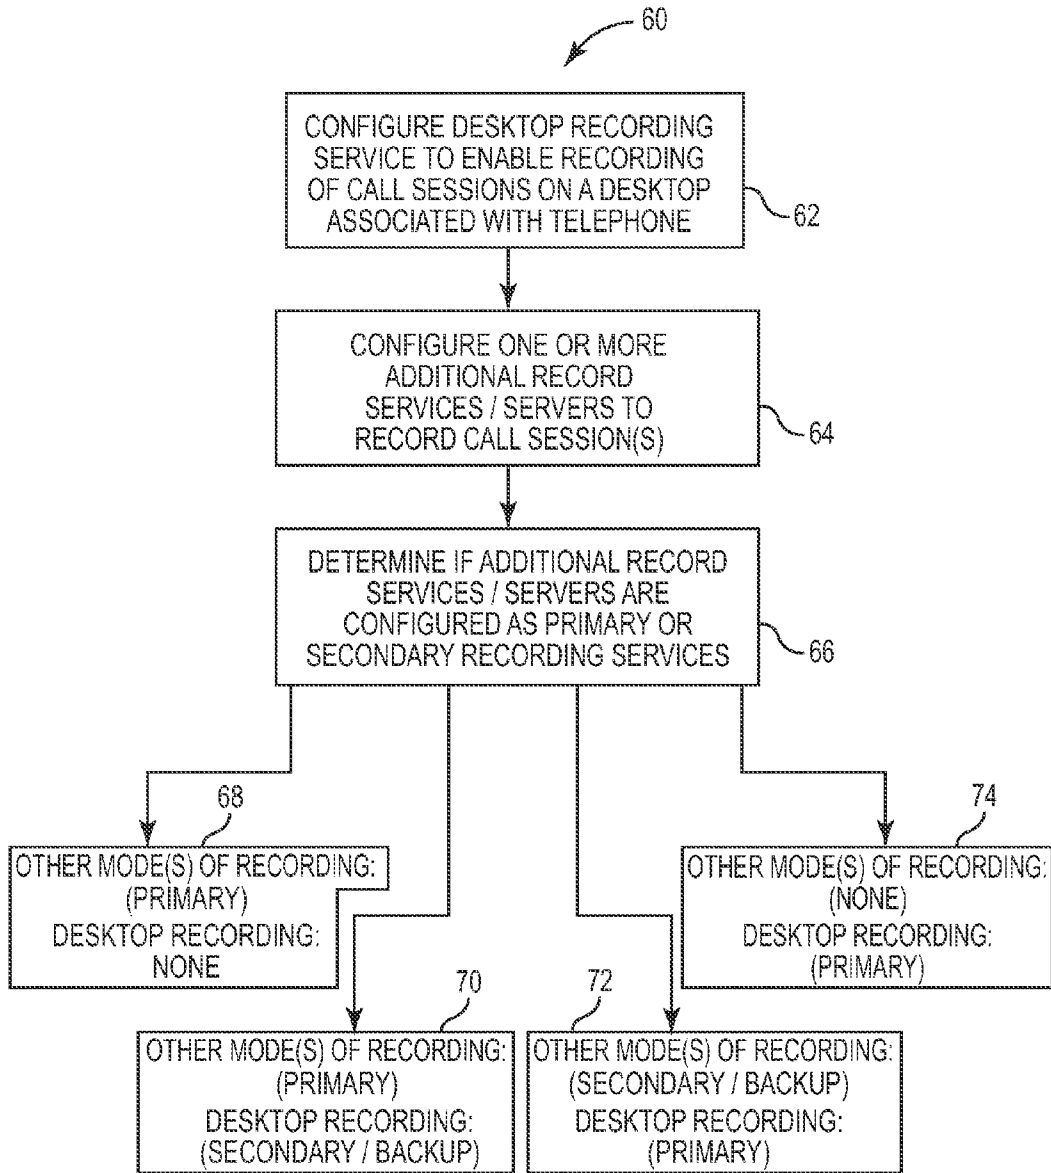 60
CONFIGURE DESKTOP RECORDING
SERVICE TO ENABLE RECORDING
OF CALL SESSIONS ON A DESKTOP
ASSOCIATED WITH TELEPHONE
62
CONFIGURE ONE OR MORE
ADDITIONAL RECORD
SERVICES / SERVERS TO
RECORD CALL SESSION(S)
64
DETERMINE IF ADDITIONAL RECORD
SERVICES / SERVERS ARE
CONFIGURED AS PRIMARY OR
SECONDARY RECORDING SERVICES
66
68
OTHER MODE(S) OF RECORDING:
(PRIMARY)
DESKTOP RECORDING:
NONE
70
OTHER MODE(S) OF RECORDING:
(PRIMARY)
DESKTOP RECORDING:
(SECONDARY / BACKUP)
72
OTHER MODE(S) OF RECORDING:
(SECONDARY / BACKUP)
DESKTOP RECORDING:
(PRIMARY)
74
OTHER MODE(S) OF RECORDING:
(NONE)
DESKTOP RECORDING:
(PRIMARY)